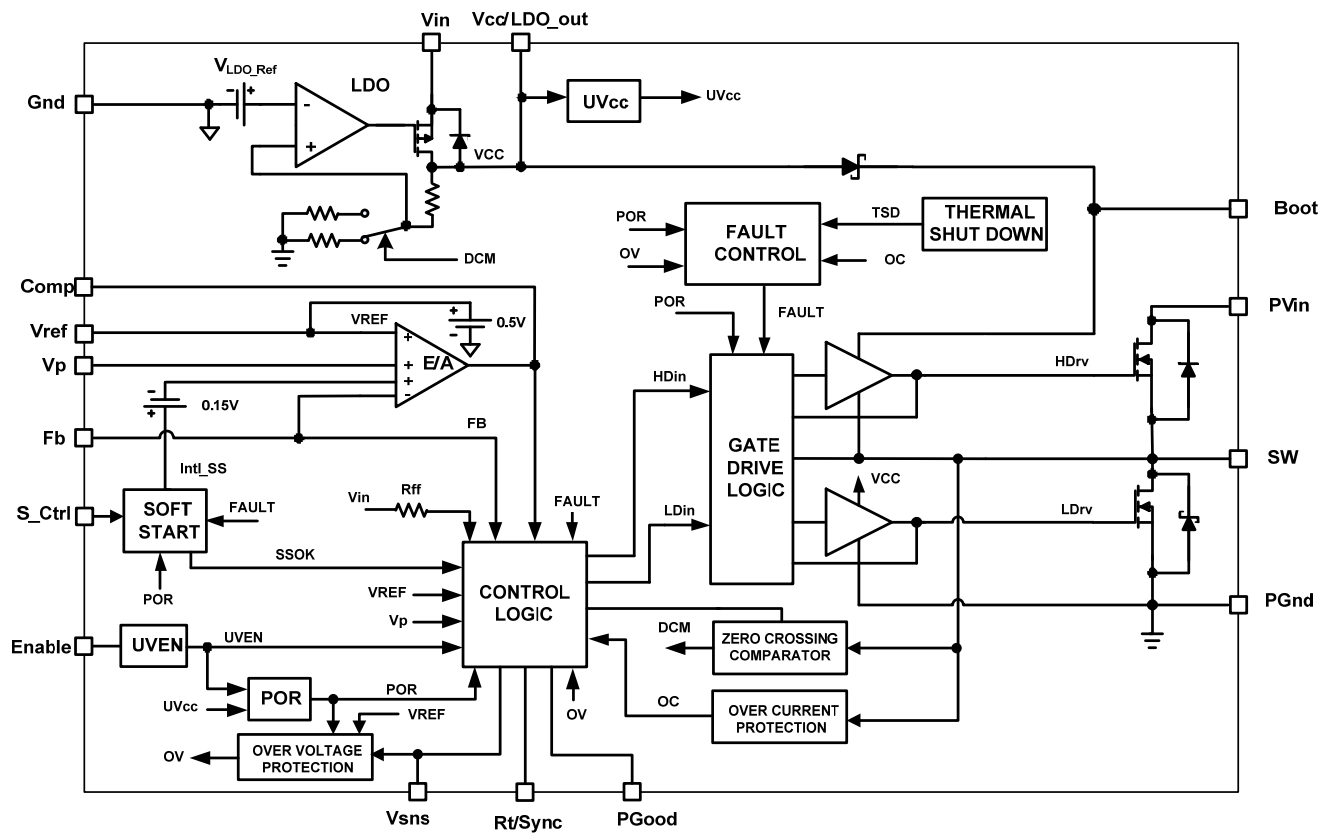 Vin
Vcc/LDO_out
VLDO_Ref
- +
LDO
Gnd
-
+
UVcc
UVcc
VCC
Boot
TSD
THERMAL
SHUT DOWN
POR
FAULT
CONTROL
OV
OC
DCM
Comp
POR
FAULT
PVin
Vref
VREF
+
-
0.5V
Vp
+
+
+
-
E/A
HDrv
HDin
-
+
0.15V
Fb
FB
GATE
DRIVE
LOGIC
SW
Intl_SS
VCC
Vin
Rff
S_Ctrl
SOFT
START
FAULT
FAULT
LDin
LDrv
SSOK
POR
VREF
CONTROL
LOGIC
PGnd
Vp
DCM
ZERO CROSSING
COMPARATOR
Enable
UVEN
UVEN
POR
POR
UVcc
VREF
OV
OC
OVER CURRENT
PROTECTION
OV
OVER VOLTAGE
PROTECTION
Vsns
Rt/Sync
PGood